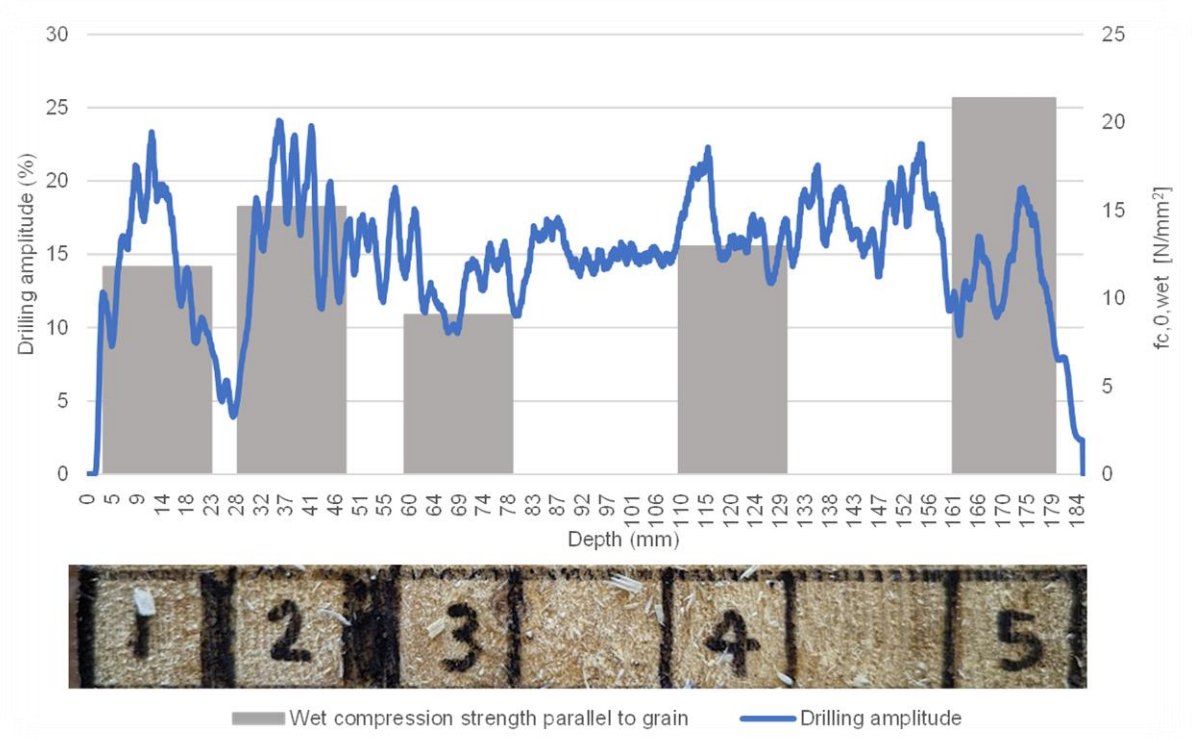 30
25
20
15
10
5
0
Drilling amplitude (%)
25
20
15
10
5
0
fc,0,wet [N/mm²]
0 5 9 14 18 23 28 32 37 41 46 51 55 60 64 69 74 78 83 87 92 97 101 106 110 115 120 124 129 133 138 143 147 152 156 161 166 170 175 179 184
Depth (mm)
1 2 3 4 5
Wet compression strength parallel to grain Drilling amplitude